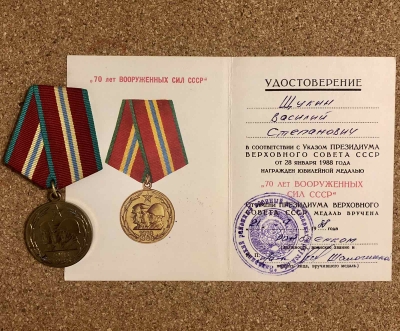 "70 лет ВООРУЖЕННЫХ СИЛ СССР"
УДОСТОВЕРЕНИЕ
Щукин
Василий
Степанович
В СООТВЕТСТВИИ С УКАЗОМ ПРЕЗИДИУМА
ВЕРХОВНОГО СОВЕТА СССР
ОТ 28 ЯНВАРЯ 1988 ГОДА
НАГРАЖДЕН ЮБИЛЕЙНОЙ МЕДАЛЬЮ
"70 ЛЕТ ВООРУЖЕННЫХ
СИЛ СССР"
ПРЕЗИДИУМА ВЕРХОВНОГО
СОВЕТА СССР МЕДАЛЬ ВРУЧЕНА